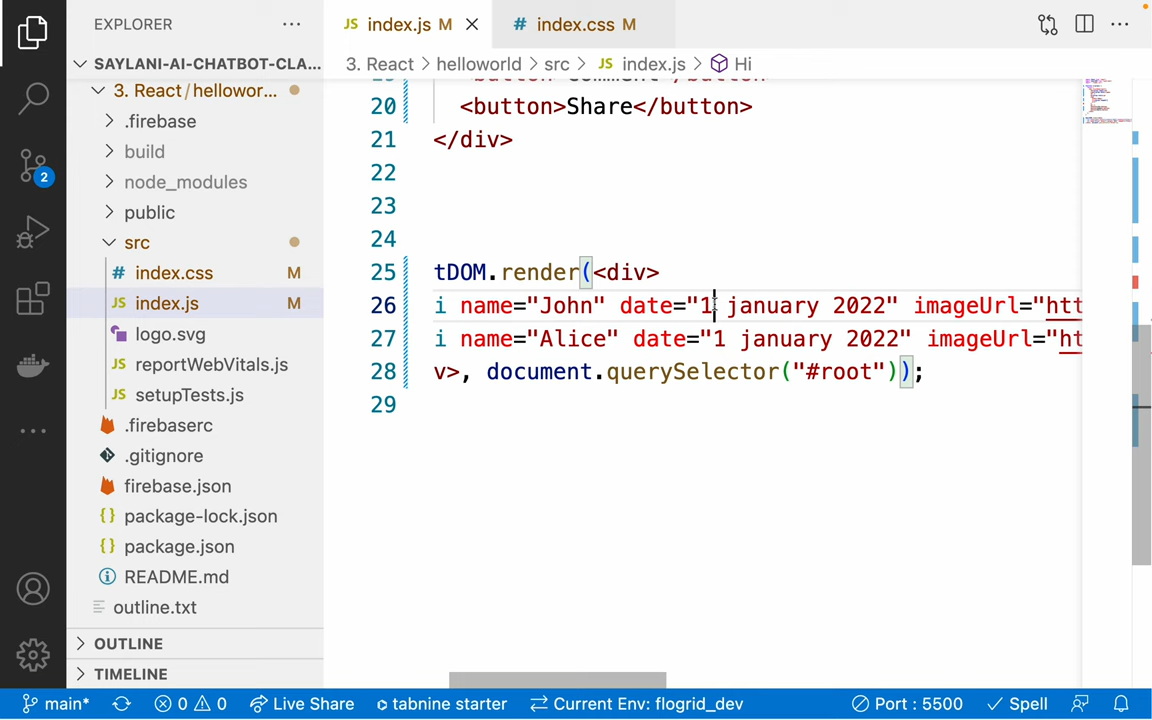 EXPLORER
index.js M
index.css M
SAYLANI-AI-CHATBOT-CLA...
3. React > helloworld > src > index.js > Hi
3. React / hellowor...
.firebase
build
node_modules
public
src
index.css M
index.js M
logo.svg
reportWebVitals.js
setupTests.js
.firebaserc
.gitignore
firebase.json
package-lock.json
package.json
README.md
outline.txt
OUTLINE
TIMELINE
20 <button>Share</button>
21 </div>
22
23
24
25 tDOM.render(<div>
26 i name="John" date="1 january 2022" imageUrl="htt
27 i name="Alice" date="1 january 2022" imageUrl="ht
28 v>, document.querySelector("#root"));
29
2
main* 0 0 Live Share tabnine starter Current Env: flogrid_dev Port : 5500 Spell